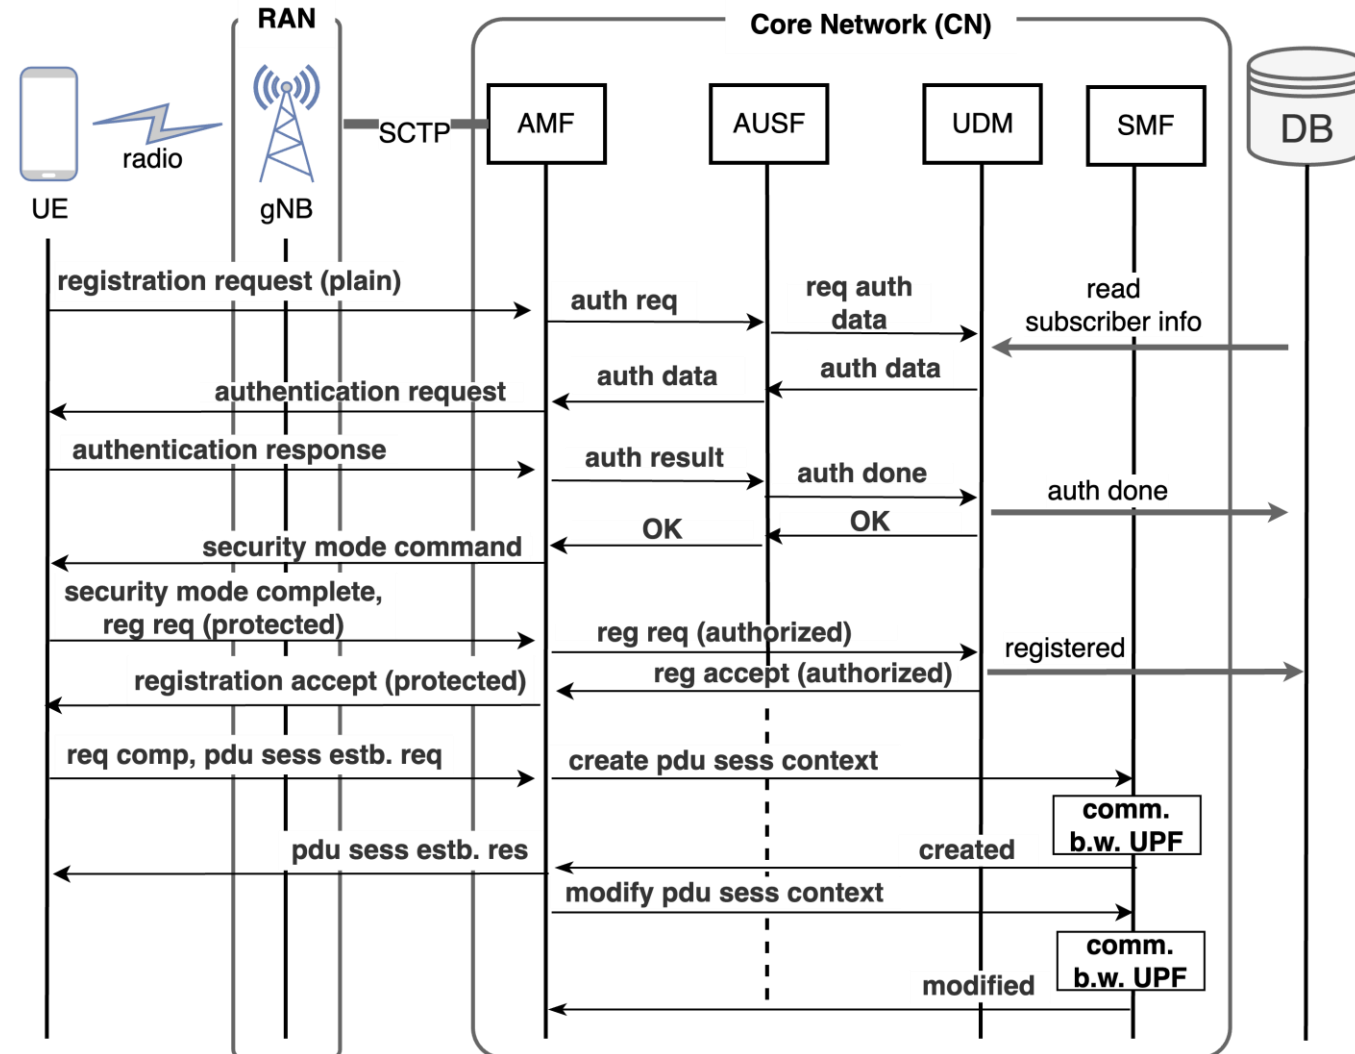 RAN
Core Network (CN)
radio
SCTP
AMF
AUSF
UDM
SMF
DB
UE
gNB
registration request (plain)
auth req
req auth
data
read
subscriber info
auth data
auth data
authentication request
authentication response
auth result
auth done
auth done
OK
OK
security mode command
security mode complete,
reg req (protected)
reg req (authorized)
registered
reg accept (authorized)
registration accept (protected)
req comp, pdu sess estb. req
create pdu sess context
comm.
b.w. UPF
created
pdu sess estb. res
modify pdu sess context
comm.
b.w. UPF
modified